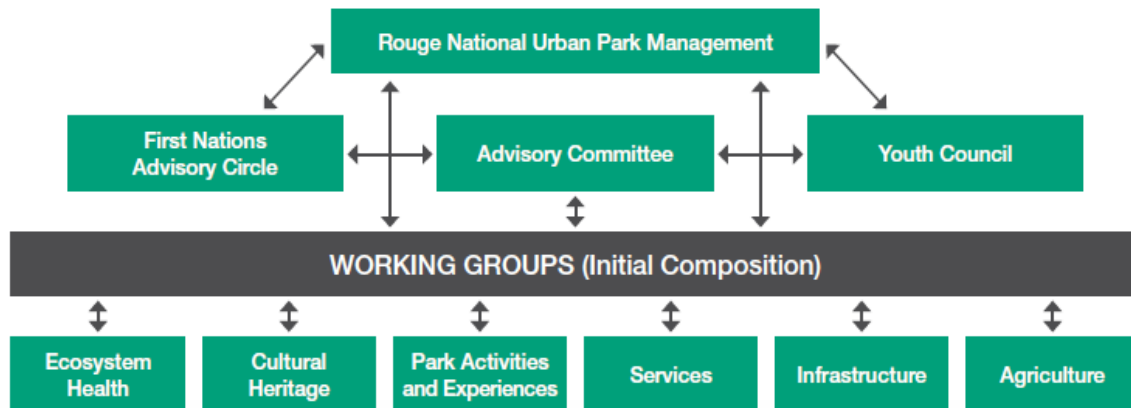 Rouge National Urban Park Management
First Nations
Advisory Circle
Advisory Committee
Youth Council
WORKING GROUPS (Initial Composition)
Ecosystem
Health
Cultural
Heritage
Park Activities
and Experiences
Services
Infrastructure
Agriculture